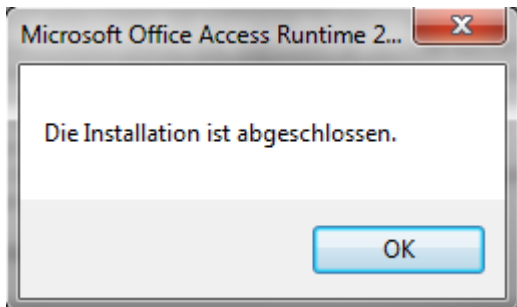 Microsoft Office Access Runtime 2...
Die Installation ist abgeschlossen.
OK